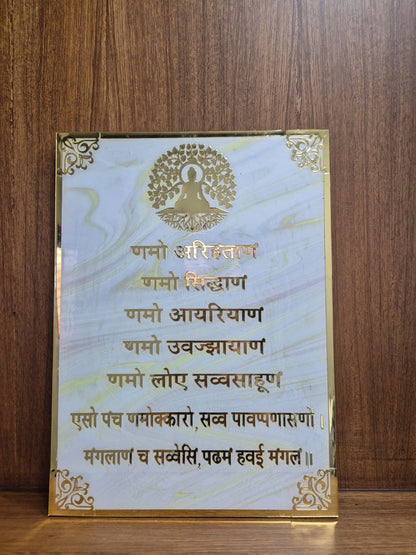 णमो अरिहताणं
णमो सिद्धाणं
णमो आयरियाणं
णमो उवज्झायाणं
णमो लोए सव्वसाहूणं
एसो पंच णमोक्कारो, सव्व पावप्पणासणो।
मंगलाणं च सव्वेसिं, पढमं हवई मंगलं॥